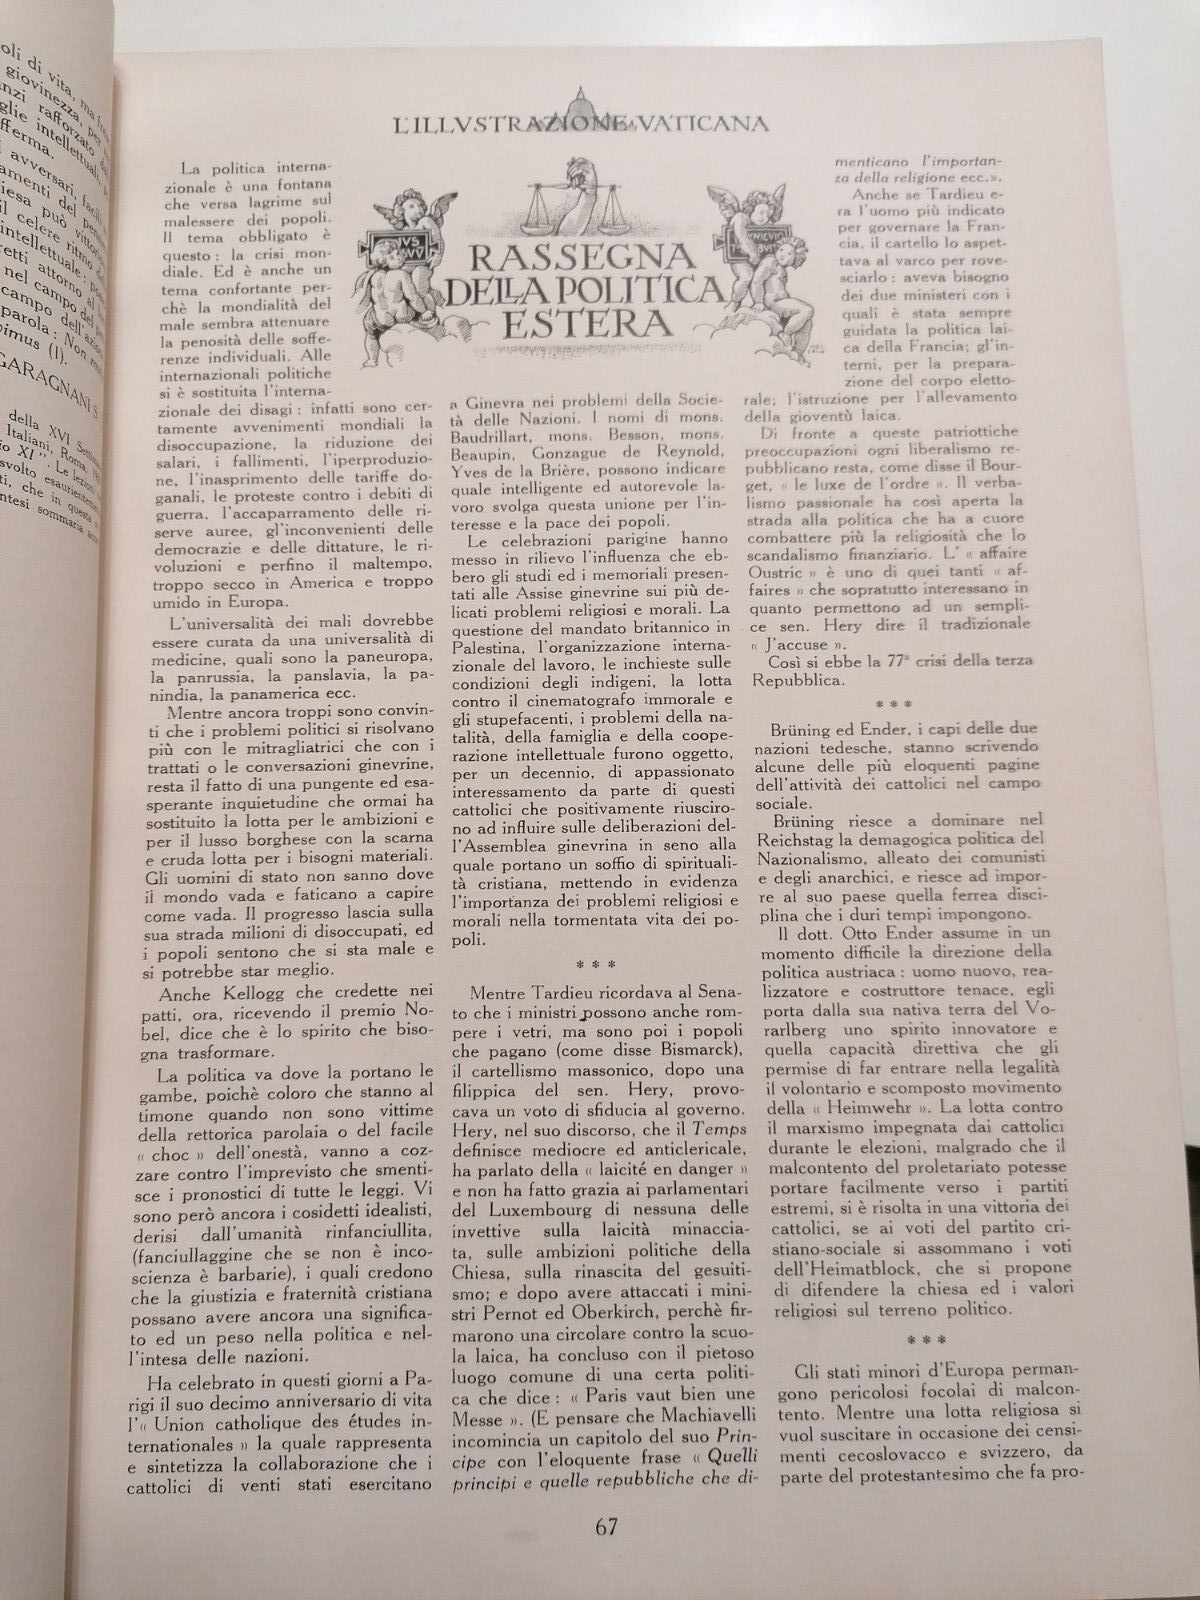 L'ILLVSTRAZIONE VATICANA
RASSEGNA
DELLA POLITICA
ESTERA
La politica interna-
zionale è una fontana
che versa lagrime sul
malessere dei popoli.
Il tema obbligato è
questo : la crisi mon-
diale. Ed è anche un
tema confortante per-
chè la mondialità del
male sembra attenuare
la penosità delle soffe-
renze individuali. Alle
internazionali politiche
si è sostituita l'interna-
zionale dei disagi : infatti sono cer-
tamente avvenimenti mondiali la
disoccupazione, la riduzione dei
salari, i fallimenti, l'iperproduzio-
ne, l'inasprimento delle tariffe do-
ganali, le proteste contro i debiti di
guerra, l'accaparramento delle ri-
serve auree, gl'inconvenienti delle
democrazie e delle dittature, le ri-
voluzioni e perfino il maltempo,
troppo secco in America e troppo
umido in Europa.
L'universalità dei mali dovrebbe
essere curata da una universalità di
medicine, quali sono la paneuropa,
la panrussia, la panslavia, la pa-
nindia, la panamerica ecc.
Mentre ancora troppi sono convin-
ti che i problemi politici si risolvano
più con le mitragliatrici che con i
trattati o le conversazioni ginevrine,
resta il fatto di una pungente ed esa-
sperante inquietudine che ormai ha
sostituito la lotta per le ambizioni e
per il lusso borghese con la scarna
e cruda lotta per i bisogni materiali.
Gli uomini di stato non sanno dove
il mondo vada e faticano a capire
come vada. Il progresso lascia sulla
sua strada milioni di disoccupati, ed
i popoli sentono che si sta male e
si potrebbe star meglio.
Anche Kellogg che credette nei
patti, ora, ricevendo il premio No-
bel, dice che è lo spirito che biso-
gna trasformare.
La politica va dove la portano le
gambe, poichè coloro che stanno al
timone quando non sono vittime
della rettorica parolaia o del facile
« choc » dell'onestà, vanno a coz-
zare contro l'imprevisto che smenti-
sce i pronostici di tutte le leggi. Vi
sono però ancora i cosidetti idealisti,
derisi dall'umanità rinfanciullita,
(fanciullaggine che se non è inco-
scienza è barbarie), i quali credono
che la giustizia e fraternità cristiana
possano avere ancora una significa-
to ed un peso nella politica e nel-
l'intesa delle nazioni.
Ha celebrato in questi giorni a Pa-
rigi il suo decimo anniversario di vita
l'« Union catholique des études in-
ternationales » la quale rappresenta
e sintetizza la collaborazione che i
cattolici di venti stati esercitano
a Ginevra nei problemi della Socie-
tà delle Nazioni. I nomi di mons.
Baudrillart, mons. Besson, mons.
Beaupin, Gonzague de Reynold,
Yves de la Brière, possono indicare
quale intelligente ed autorevole la-
voro svolga questa unione per l'in-
teresse e la pace dei popoli.
Le celebrazioni parigine hanno
messo in rilievo l'influenza che eb-
bero gli studi ed i memoriali presen-
tati alle Assise ginevrine sui più de-
licati problemi religiosi e morali. La
questione del mandato britannico in
Palestina, l'organizzazione interna-
zionale del lavoro, le inchieste sulle
condizioni degli indigeni, la lotta
contro il cinematografo immorale e
gli stupefacenti, i problemi della na-
talità, della famiglia e della coope-
razione intellettuale furono oggetto,
per un decennio, di appassionato
interessamento da parte di questi
cattolici che positivamente riusciro-
no ad influire sulle deliberazioni del-
l'Assemblea ginevrina in seno alla
quale portano un soffio di spirituali-
tà cristiana, mettendo in evidenza
l'importanza dei problemi religiosi e
morali nella tormentata vita dei po-
poli.
* * *
Mentre Tardieu ricordava al Sena-
to che i ministri possono anche rom-
pere i vetri, ma sono poi i popoli
che pagano (come disse Bismarck),
il cartellismo massonico, dopo una
filippica del sen. Hery, provo-
cava un voto di sfiducia al governo.
Hery, nel suo discorso, che il Temps
definisce mediocre ed anticlericale,
ha parlato della « laicité en danger »
e non ha fatto grazia ai parlamentari
del Luxembourg di nessuna delle
invettive sulla laicità minaccia-
ta, sulle ambizioni politiche della
Chiesa, sulla rinascita del gesuiti-
smo; e dopo avere attaccati i mini-
stri Pernot ed Oberkirch, perchè fir-
marono una circolare contro la scuo-
la laica, ha concluso con il pietoso
luogo comune di una certa politi-
ca che dice : « Paris vaut bien une
Messe ». (E pensare che Machiavelli
incomincia un capitolo del suo Prin-
cipe con l'eloquente frase « Quelli
principi e quelle repubbliche che di-
menticano l'importan-
za della religione ecc.».
Anche se Tardieu e-
ra l'uomo più indicato
per governare la Fran-
cia, il cartello lo aspet-
tava al varco per rove-
sciarlo : aveva bisogno
dei due ministeri con i
quali è stata sempre
guidata la politica lai-
ca della Francia; gl'in-
terni, per la prepara-
zione del corpo eletto-
rale; l'istruzione per l'allevamento
della gioventù laica.
Di fronte a queste patriottiche
preoccupazioni ogni liberalismo re-
pubblicano resta, come disse il Bour-
get, « le luxe de l'ordre ». Il verba-
lismo passionale ha così aperta la
strada alla politica che ha a cuore
combattere più la religiosità che lo
scandalismo finanziario. L' « affaire
Oustric » è uno di quei tanti « af-
faires » che sopratutto interessano in
quanto permettono ad un sempli-
ce sen. Hery dire il tradizionale
« J'accuse ».
Così si ebbe la 77ª crisi della terza
Repubblica.
* * *
Brüning ed Ender, i capi delle due
nazioni tedesche, stanno scrivendo
alcune delle più eloquenti pagine
dell'attività dei cattolici nel campo
sociale.
Brüning riesce a dominare nel
Reichstag la demagogica politica del
Nazionalismo, alleato dei comunisti
e degli anarchici, e riesce ad impor-
re al suo paese quella ferrea disci-
plina che i duri tempi impongono.
Il dott. Otto Ender assume in un
momento difficile la direzione della
politica austriaca : uomo nuovo, rea-
lizzatore e costruttore tenace, egli
porta dalla sua nativa terra del Vo-
rarlberg uno spirito innovatore e
quella capacità direttiva che gli
permise di far entrare nella legalità
il volontario e scomposto movimento
della « Heimwehr ». La lotta contro
il marxismo impegnata dai cattolici
durante le elezioni, malgrado che il
malcontento del proletariato potesse
portare facilmente verso i partiti
estremi, si è risolta in una vittoria dei
cattolici, se ai voti del partito cri-
stiano-sociale si assommano i voti
dell'Heimatblock, che si propone
di difendere la chiesa ed i valori
religiosi sul terreno politico.
* * *
Gli stati minori d'Europa perman-
gono pericolosi focolai di malcon-
tento. Mentre una lotta religiosa si
vuol suscitare in occasione dei censi-
menti cecoslovacco e svizzero, da
parte del protestantesimo che fa pro-
67